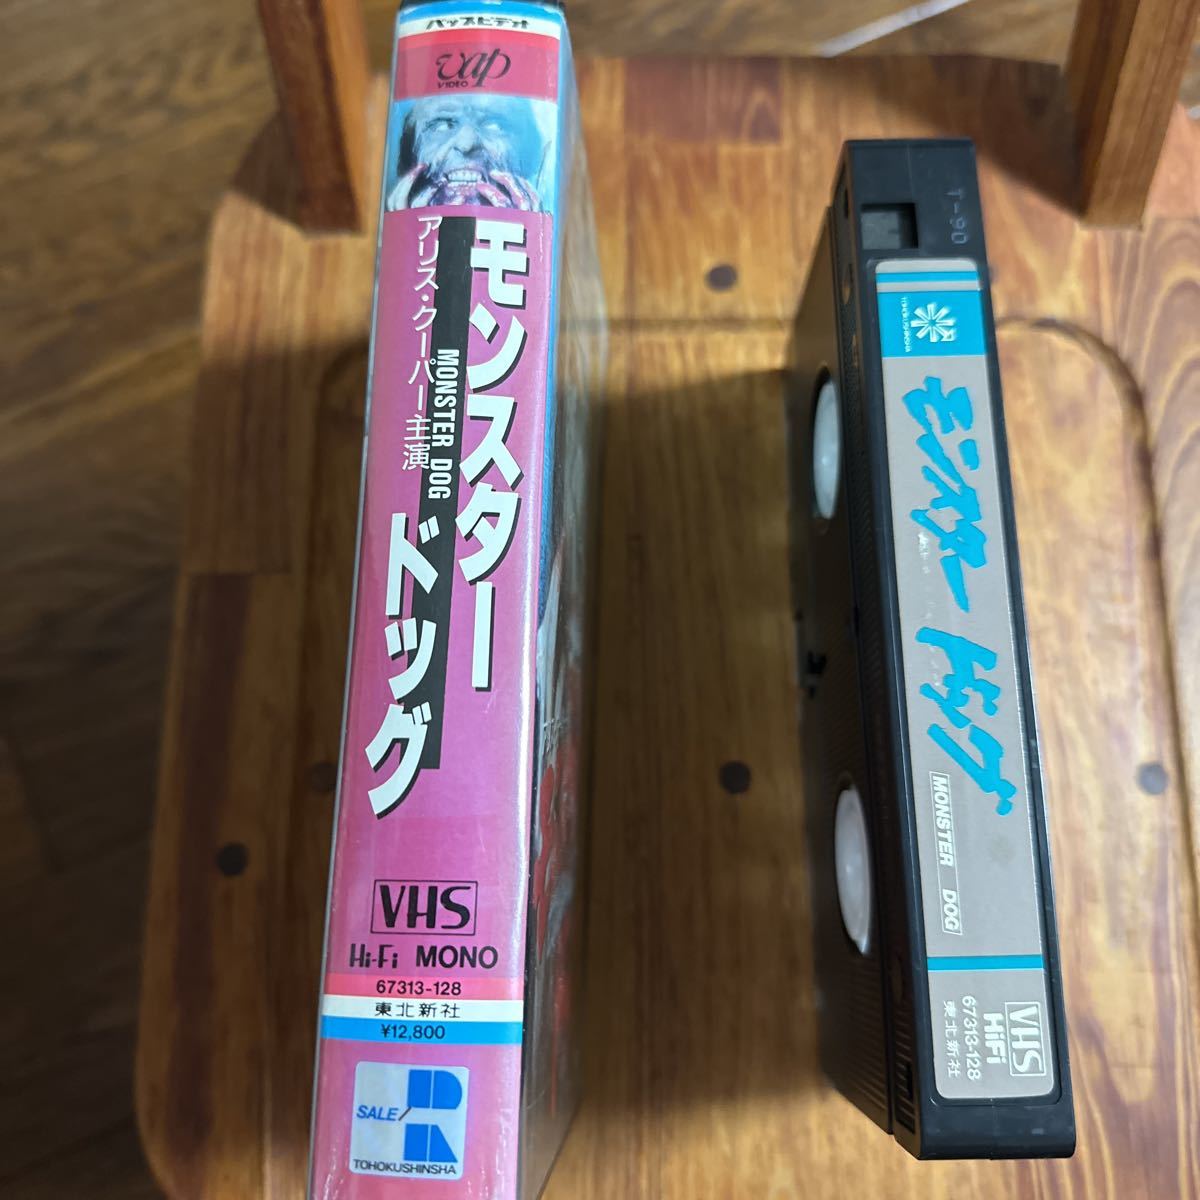 バップビデオ
vap
VIDEO
モンスター
ドッグ
MONSTER DOG
アリス・クーパー主演
VHS
Hi-Fi MONO
67313-128
東北新社
¥12,800
SALE/R
TOHOKUSHINSHA
T-90
TOHOKUSHINSHA
モンスター ドッグ
MONSTER DOG
VHS
HiFi
67313-128
東北新社